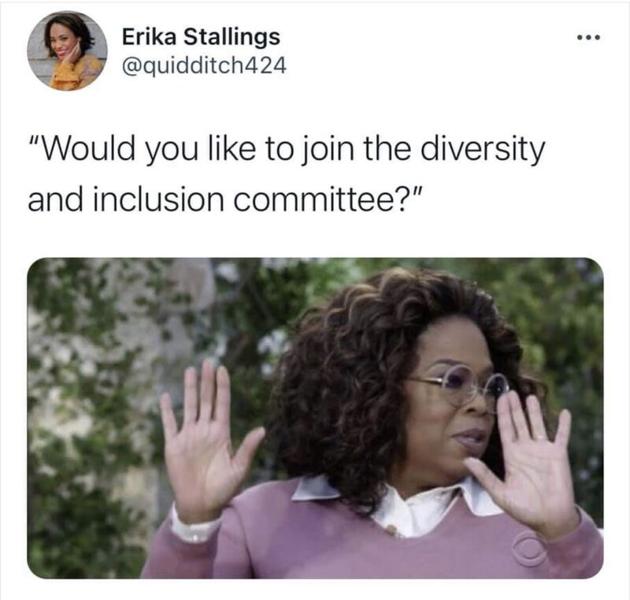 Erika Stallings
@quidditch424
"Would you like to join the diversity
and inclusion committee?"